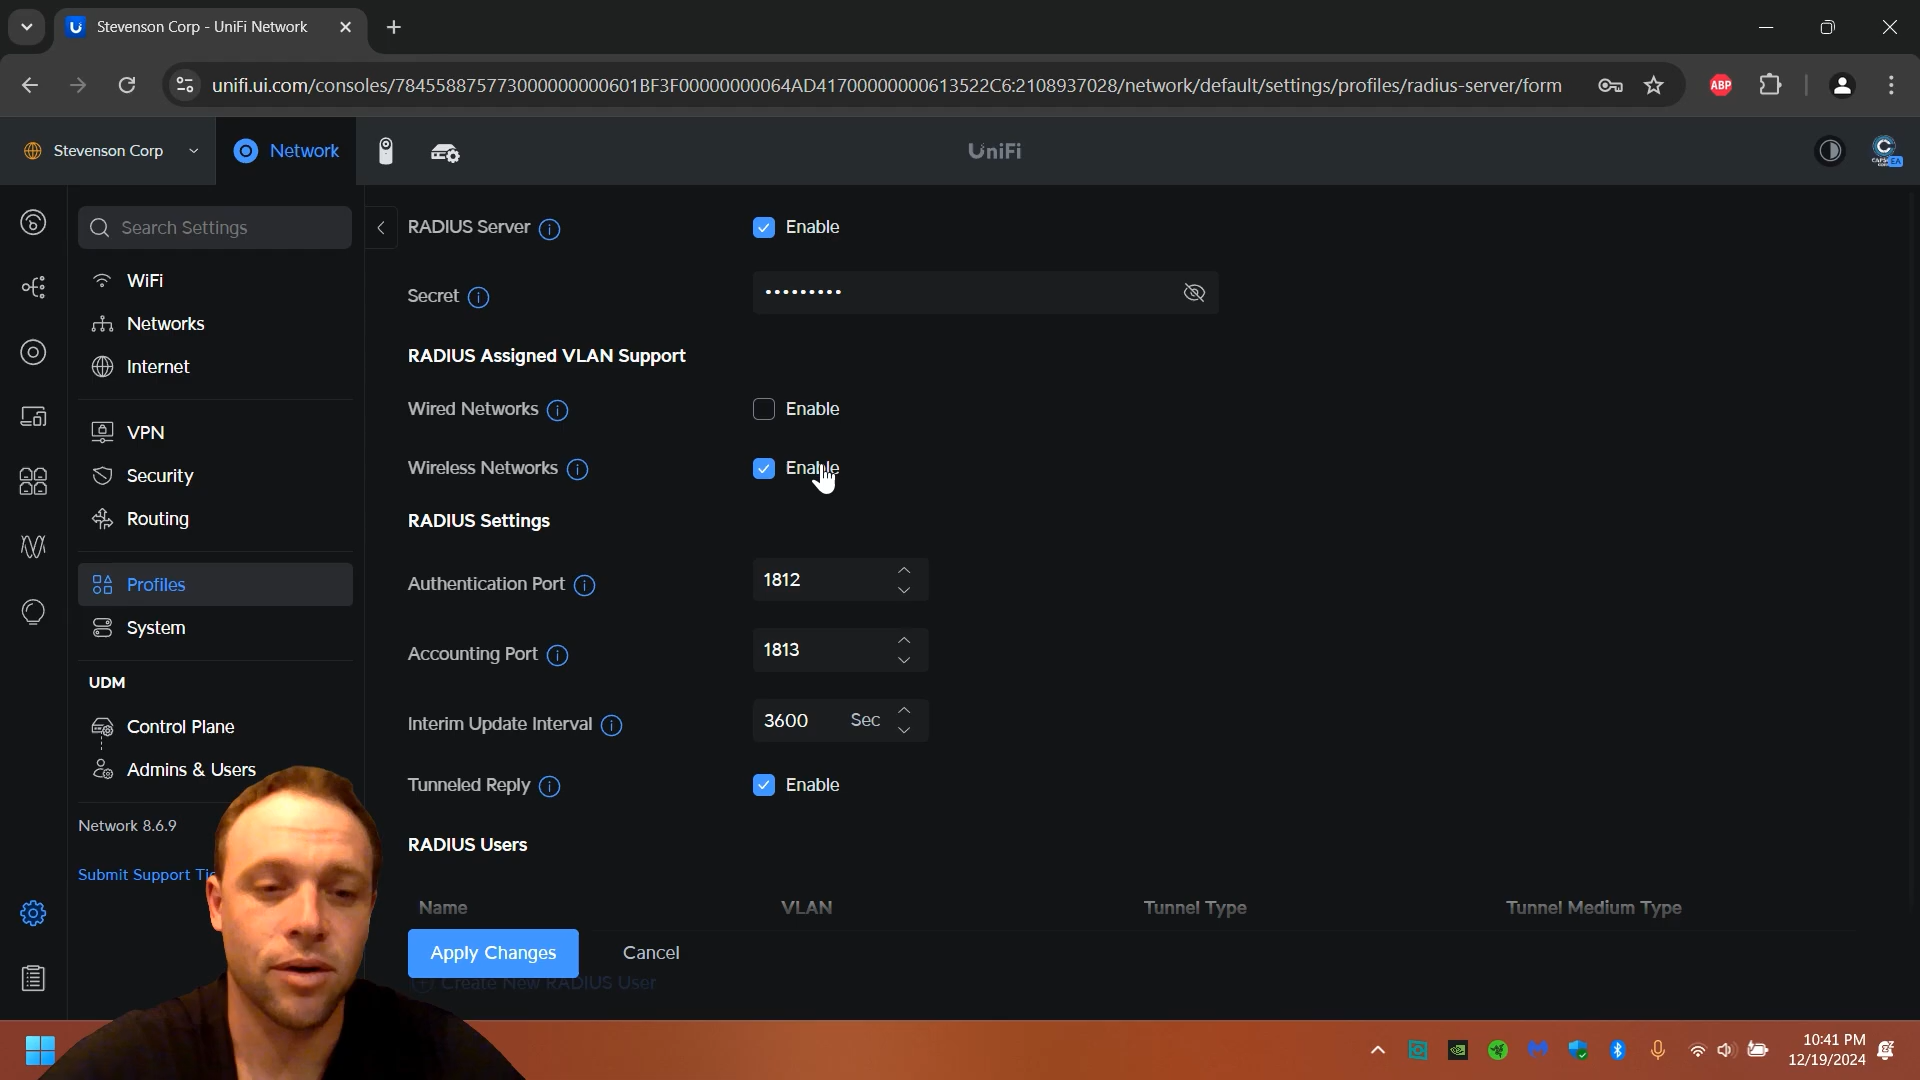 Stevenson Corp - UniFi Network
unifi.ui.com/consoles/784558875773000000000601BF3F00000000064AD41700000000613522C6:2108937028/network/default/settings/profiles/radius-server/form
ABP
Stevenson Corp
Network
UniFi
EA
Search Settings
WiFi
Networks
Internet
VPN
Security
Routing
Profiles
System
UDM
Control Plane
Admins & Users
Network 8.6.9
Submit Support
RADIUS Server
Enable
Secret
•••••••••
RADIUS Assigned VLAN Support
Wired Networks
Enable
Wireless Networks
Enable
RADIUS Settings
Authentication Port
1812
Accounting Port
1813
Interim Update Interval
3600 Sec
Tunneled Reply
Enable
RADIUS Users
Name VLAN Tunnel Type Tunnel Medium Type
Apply Changes
Cancel
Create New RADIUS User
10:41 PM
12/19/2024